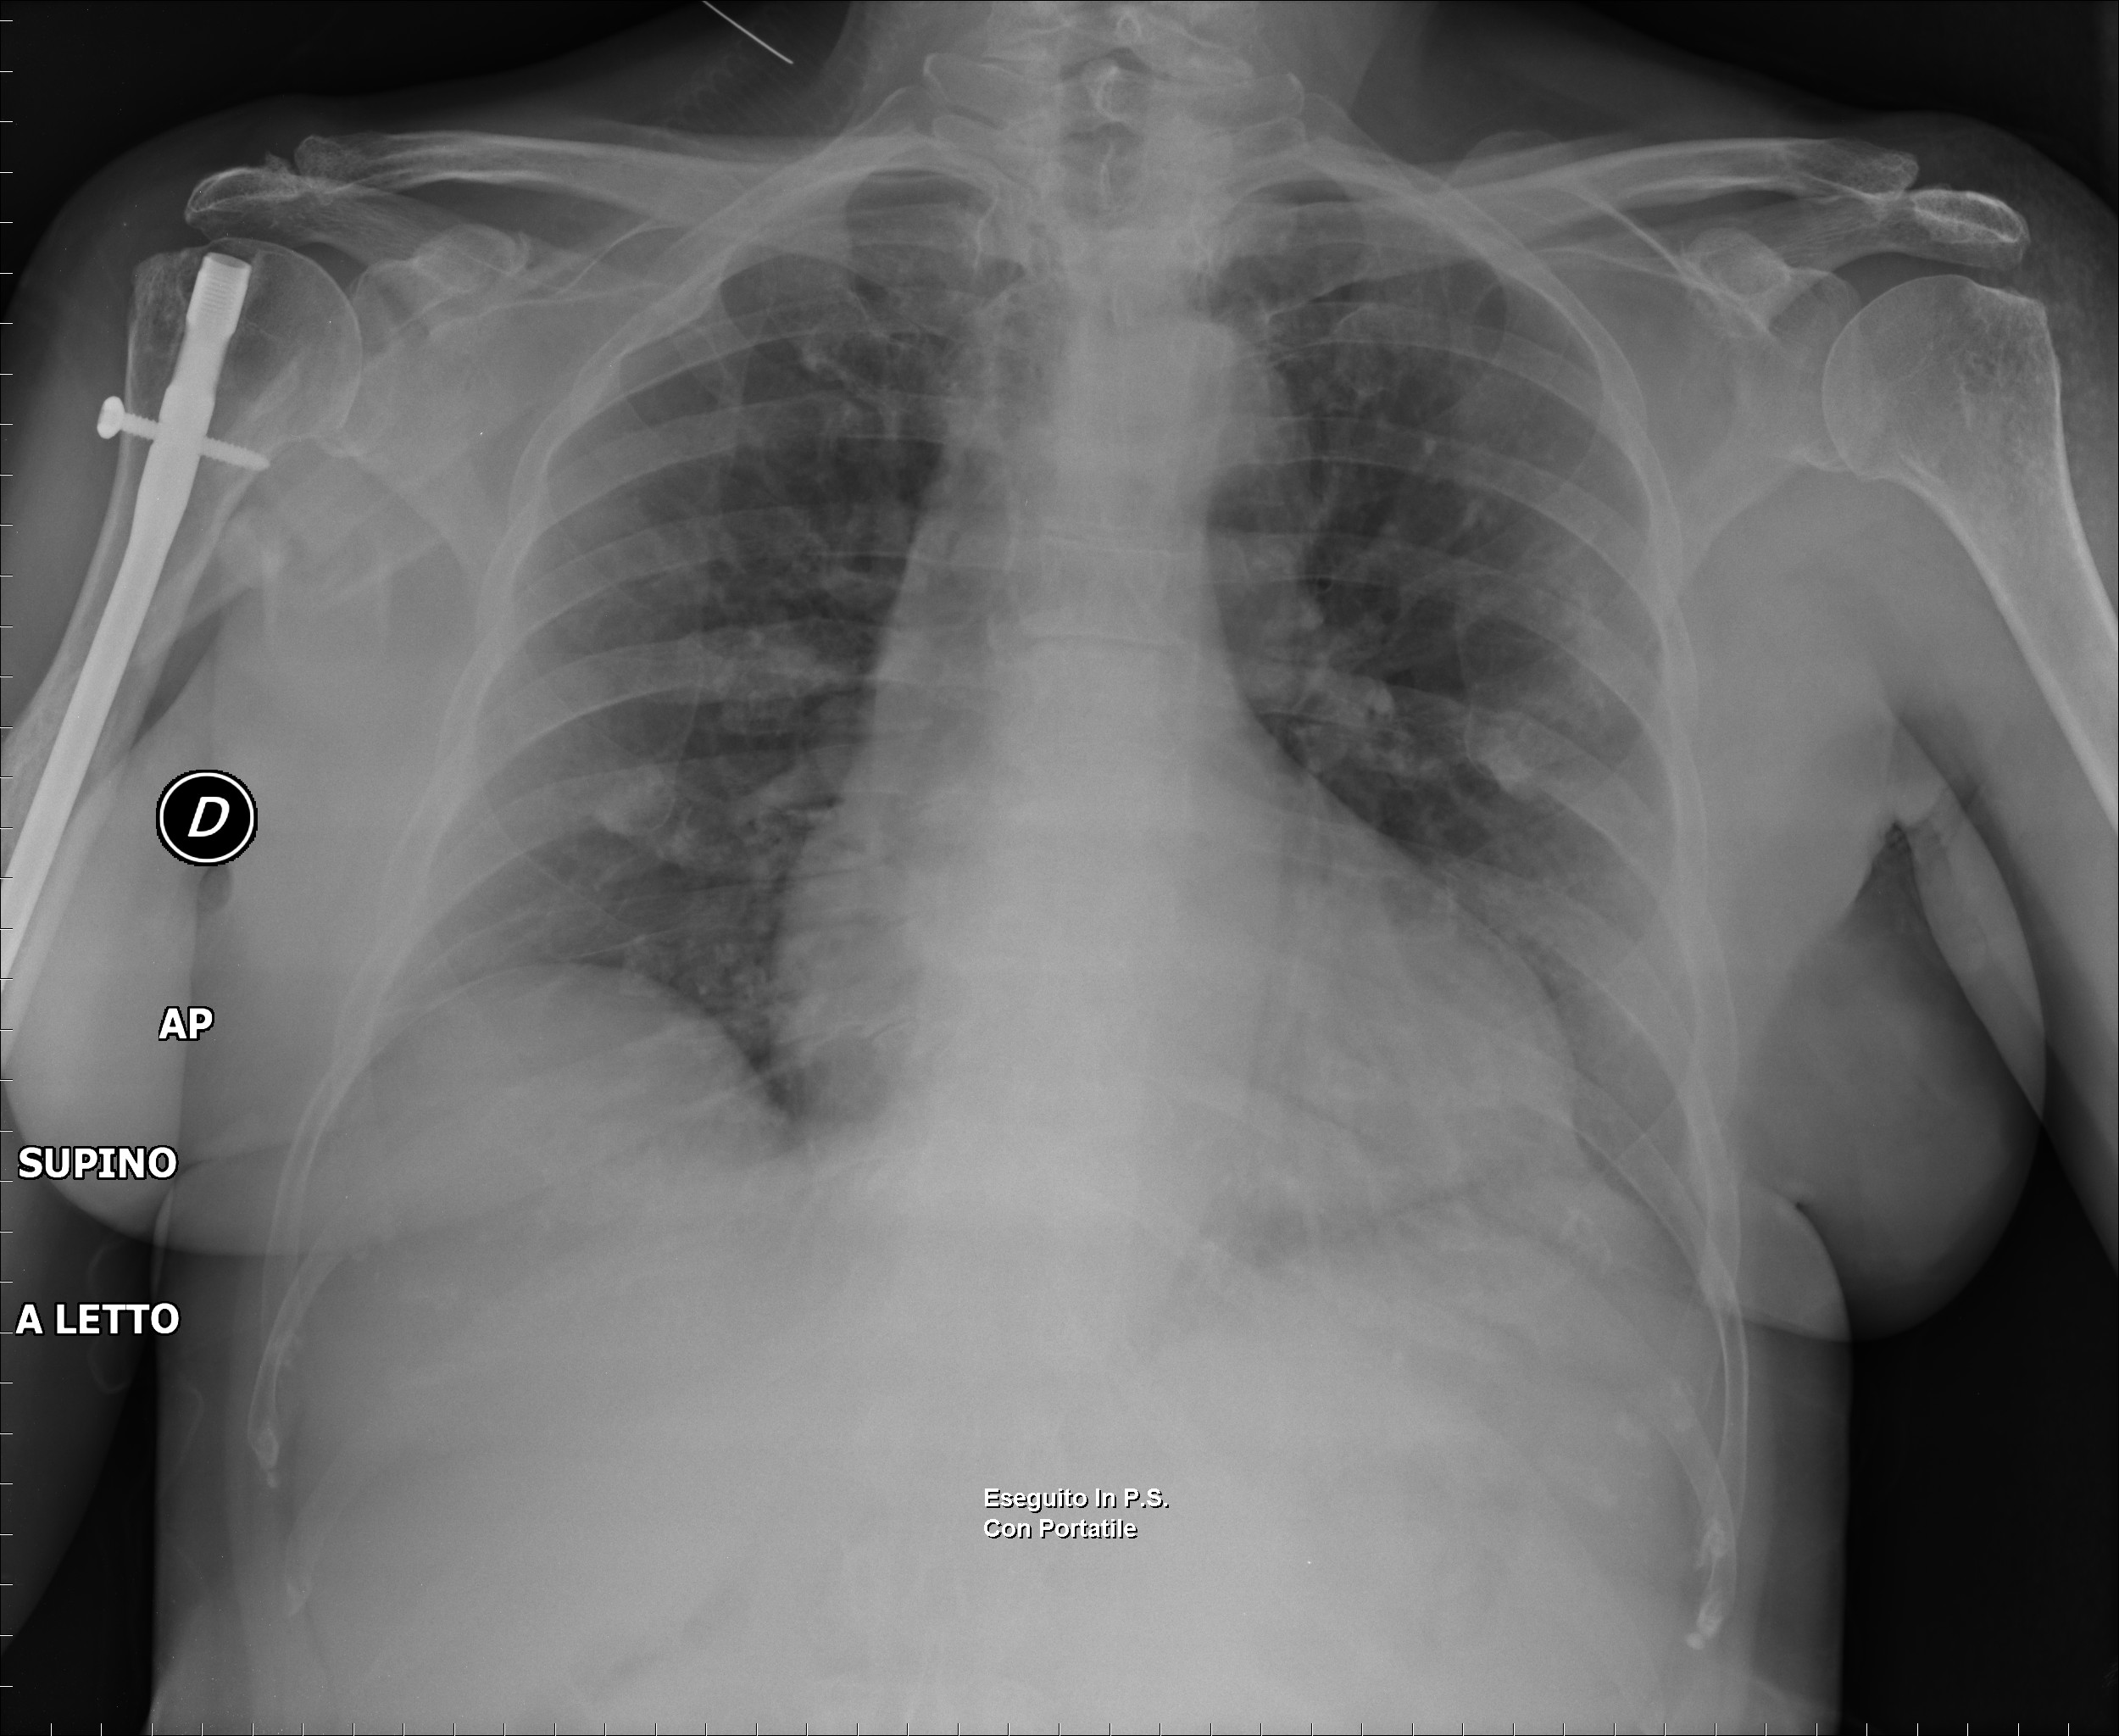 D
AP
SUPINO
A LETTO
Eseguito In P.S.
Con Portatile